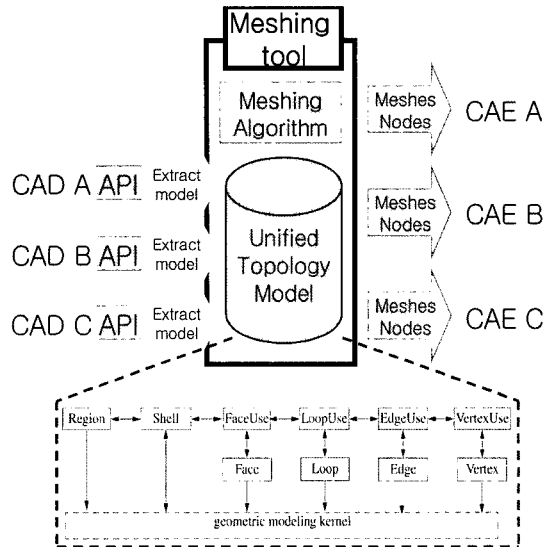 Meshing
tool
Meshing
Algorithm
Meshes
Nodes
CAE A
CAD A API
Extract
model
Unified
Topology
Model
Meshes
Nodes
CAE B
CAD B API
Extract
model
CAD C API
Extract
model
Meshes
Nodes
CAE C
Region
Shell
FaceUse
LoopUse
EdgeUse
VertexUse
Face
Loop
Edge
Vertex
geometric modeling kernel